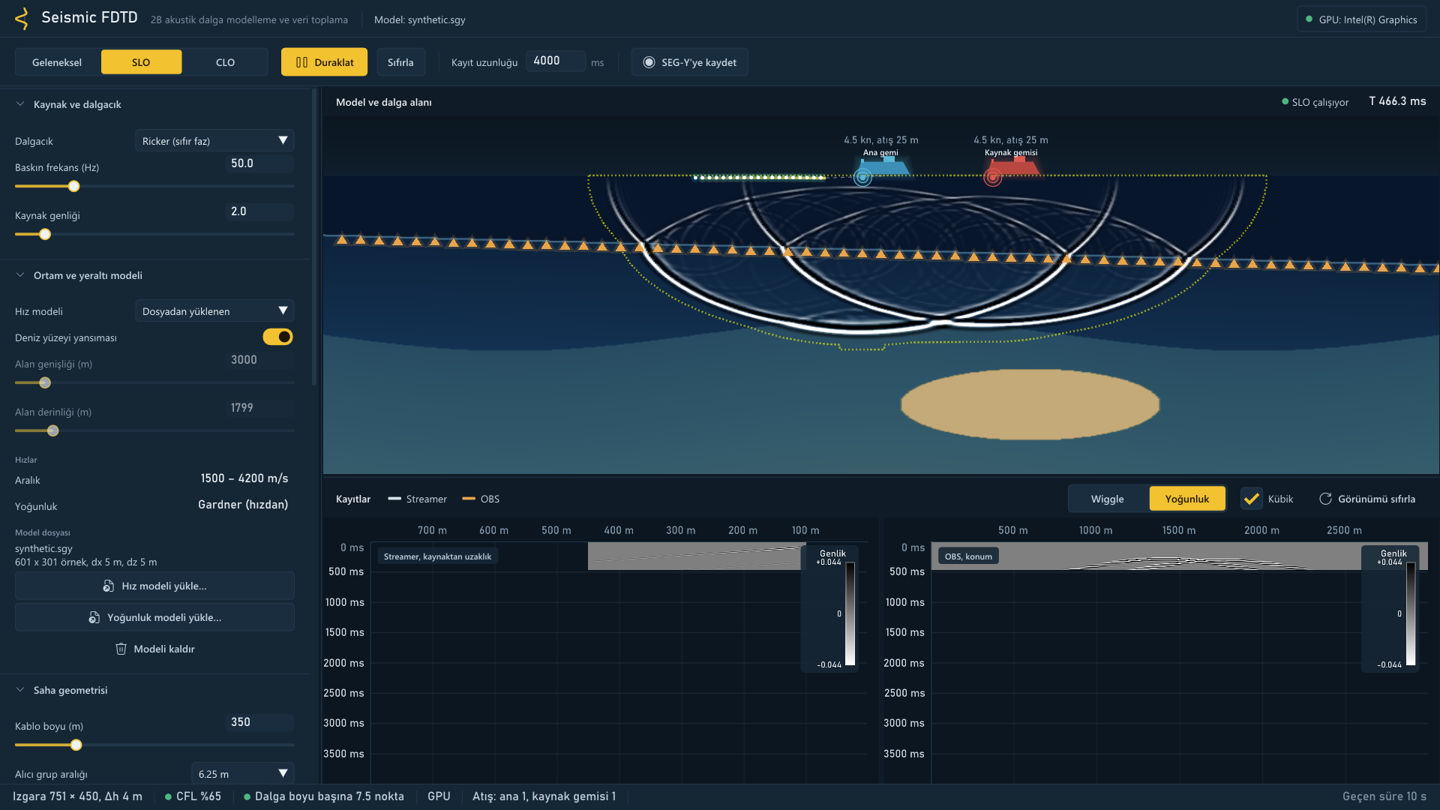 Seismic FDTD 2B akustik dalga modelleme ve veri toplama Model: synthetic.sgy GPU: Intel(R) Graphics
Geleneksel SLO CLO Duraklat Sıfırla Kayıt uzunluğu 4000 ms SEG-Y'ye kaydet
Kaynak ve dalgacık
Dalgacık Ricker (sıfır faz)
Baskın frekans (Hz) 50.0
Kaynak genliği 2.0
Ortam ve yeraltı modeli
Hız modeli Dosyadan yüklenen
Deniz yüzeyi yansıması
Alan genişliği (m) 3000
Alan derinliği (m) 1799
Hızlar
Aralık 1500 – 4200 m/s
Yoğunluk Gardner (hızdan)
Model dosyası
synthetic.sgy
601 x 301 örnek, dx 5 m, dz 5 m
Hız modeli yükle...
Yoğunluk modeli yükle...
Modeli kaldır
Saha geometrisi
Kablo boyu (m) 350
Alıcı grup aralığı 6.25 m
Model ve dalga alanı SLO çalışıyor T 466.3 ms
4.5 kn, atış 25 m 4.5 kn, atış 25 m
Ana gemi Kaynak gemisi
Kayıtlar Streamer OBS Wiggle Yoğunluk Kübik Görünümü sıfırla
700 m 600 m 500 m 400 m 300 m 200 m 100 m
0 ms
500 ms
1000 ms
1500 ms
2000 ms
2500 ms
3000 ms
3500 ms
Streamer, kaynaktan uzaklık
Genlik
+0.044
0
-0.044
500 m 1000 m 1500 m 2000 m 2500 m
0 ms
500 ms
1000 ms
1500 ms
2000 ms
2500 ms
3000 ms
3500 ms
OBS, konum
Genlik
+0.044
0
-0.044
Izgara 751 × 450, Δh 4 m CFL %65 Dalga boyu başına 7.5 nokta GPU Atış: ana 1, kaynak gemisi 1 Geçen süre 10 s